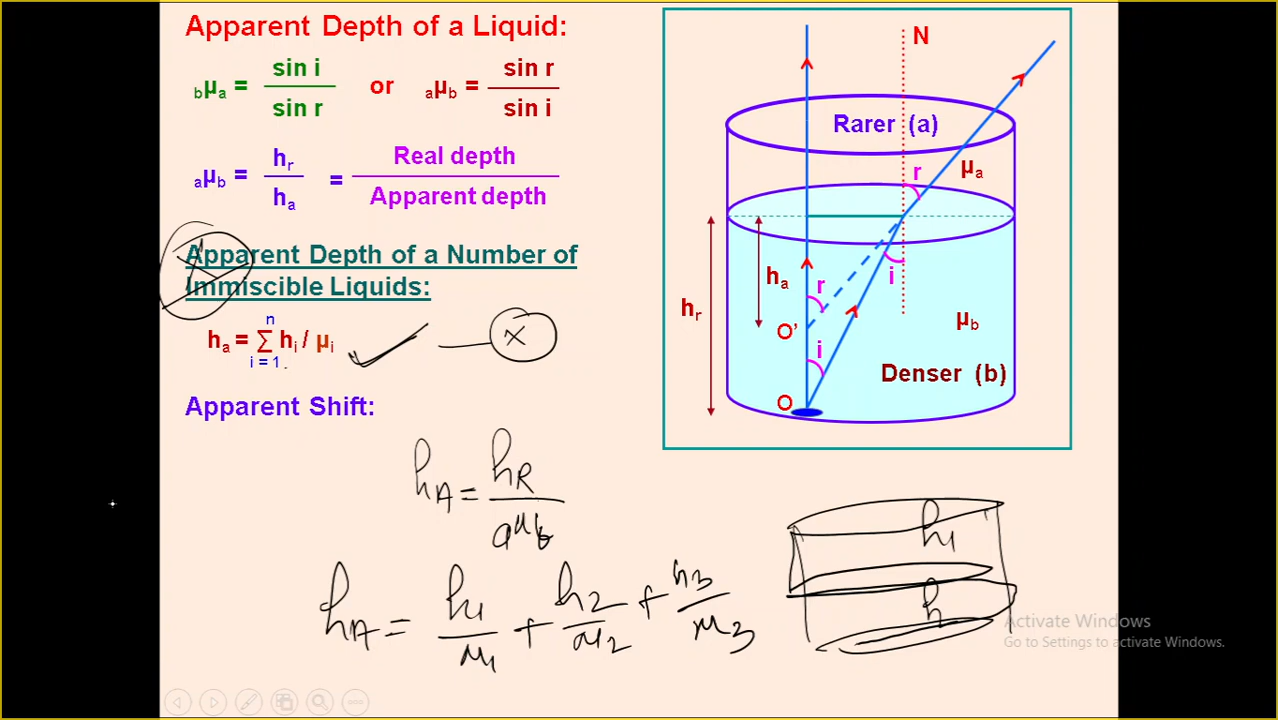 Apparent Depth of a Liquid:
bμa = sin i / sin r or aμb = sin r / sin i
aμb = hr / ha = Real depth / Apparent depth
Apparent Depth of a Number of
Immiscible Liquids:
n
ha = ∑ hi / μi
i = 1
Apparent Shift:
hA = hR / aμb
hA = h1 / μ1 + h2 / μ2 + h3 / μ3
N
Rarer (a)
μa
r
ha
r
i
hr
O’
μb
i
Denser (b)
O
h1
h
Activate Windows
Go to Settings to activate Windows.